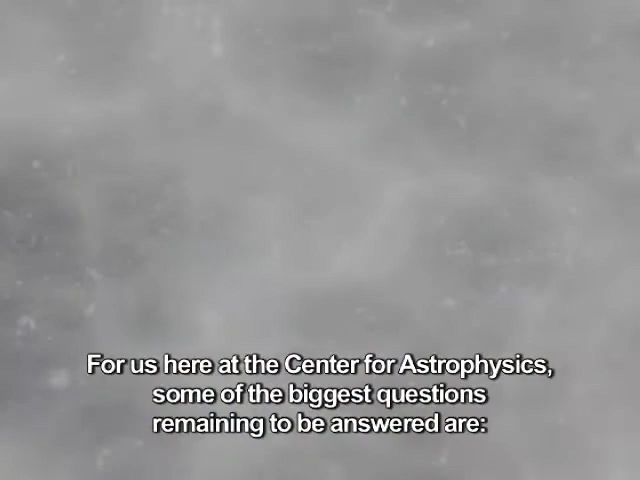 For us here at the Center for Astrophysics,
some of the biggest questions
remaining to be answered are: